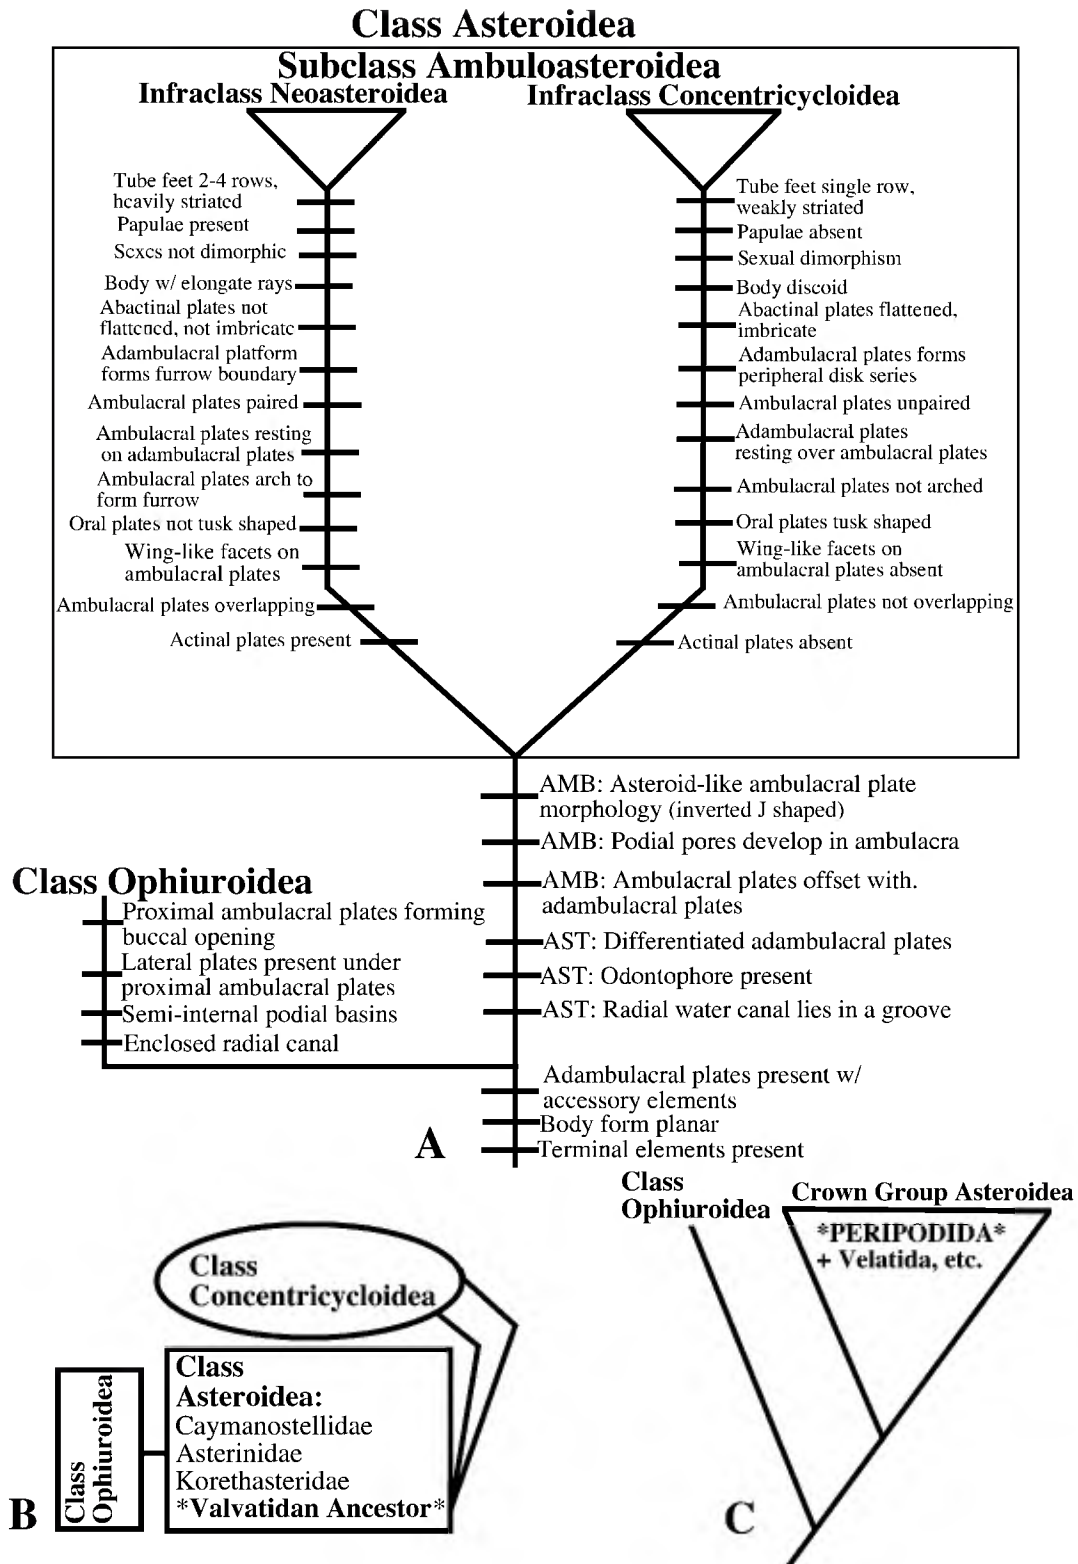 Class Asteroidea
Subclass Ambuloasteroidea
Infraclass Neoasteroidea
Infraclass Concentricycloidea
Tube feet 2-4 rows,
heavily striated
Papulae present
Sexes not dimorphic
Body w/ elongate rays
Abactinal plates not
flattened, not imbricate
Adambulacral platform
forms furrow boundary
Ambulacral plates paired
Ambulacral plates resting
on adambulacral plates
Ambulacral plates arch to
form furrow
Oral plates not tusk shaped
Wing-like facets on
ambulacral plates
Ambulacral plates overlapping
Actinal plates present
Tube feet single row,
weakly striated
Papulae absent
Sexual dimorphism
Body discoid
Abactinal plates flattened,
imbricate
Adambulacral plates forms
peripheral disk series
Ambulacral plates unpaired
Adambulacral plates
resting over ambulacral plates
Ambulacral plates not arched
Oral plates tusk shaped
Wing-like facets on
ambulacral plates absent
Ambulacral plates not overlapping
Actinal plates absent
AMB: Asteroid-like ambulacral plate
morphology (inverted J shaped)
AMB: Podial pores develop in ambulacra
AMB: Ambulacral plates offset with.
adambulacral plates
AST: Differentiated adambulacral plates
AST: Odontophore present
AST: Radial water canal lies in a groove
Class Ophiuroidea
Proximal ambulacral plates forming
buccal opening
Lateral plates present under
proximal ambulacral plates
Semi-internal podial basins
Enclosed radial canal
Adambulacral plates present w/
accessory elements
Body form planar
Terminal elements present
A
Class
Concentricycloidea
Class
Ophiuroidea
Class
Asteroidea:
Caymanostellidae
Asterinidae
Korethasteridae
*Valvatidan Ancestor*
B
Class
Ophiuroidea
Crown Group Asteroidea
*PERIPODIDA*
+ Velatida, etc.
C